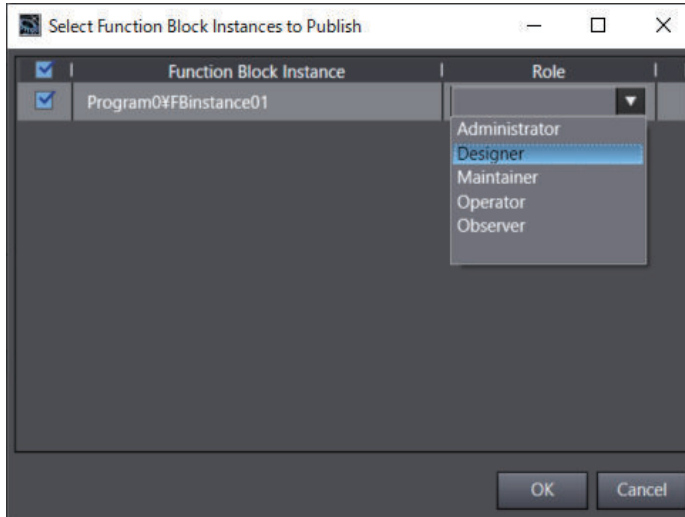 Select Function Block Instances to Publish
Function Block Instance Role
Program0¥FBinstance01
Administrator
Designer
Maintainer
Operator
Observer
OK Cancel